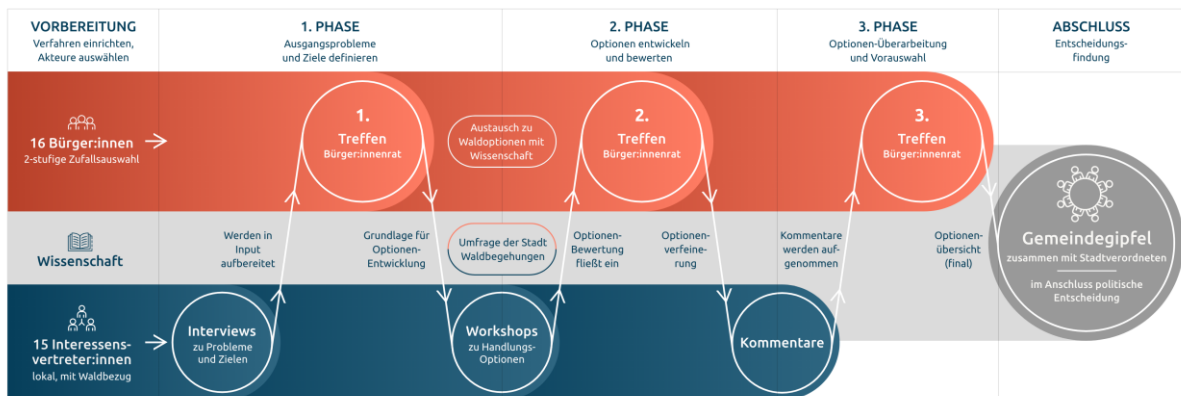 VORBEREITUNG
Verfahren einrichten,
Akteure auswählen
1. PHASE
Ausgangsprobleme
und Ziele definieren
2. PHASE
Optionen entwickeln
und bewerten
3. PHASE
Optionen-Überarbeitung
und Vorauswahl
ABSCHLUSS
Entscheidungs-
findung
16 Bürger:innen
2-stufige Zufallsauswahl
1.
Treffen
Bürger:innenrat
Austausch zu
Waldoptionen mit
Wissenschaft
2.
Treffen
Bürger:innenrat
3.
Treffen
Bürger:innenrat
Wissenschaft
Werden in
Input
aufbereitet
Grundlage für
Optionen-
Entwicklung
Umfrage der Stadt
Waldbegehungen
Optionen-
Bewertung
fließt ein
Optionen-
verfeine-
rung
Kommentare
werden auf-
genommen
Optionen-
übersicht
(final)
Gemeindegipfel
zusammen mit Stadtverordneten
im Anschluss politische
Entscheidung
15 Interessens-
vertreter:innen
lokal, mit Waldbezug
Interviews
zu Probleme
und Zielen
Workshops
zu Handlungs-
Optionen
Kommentare